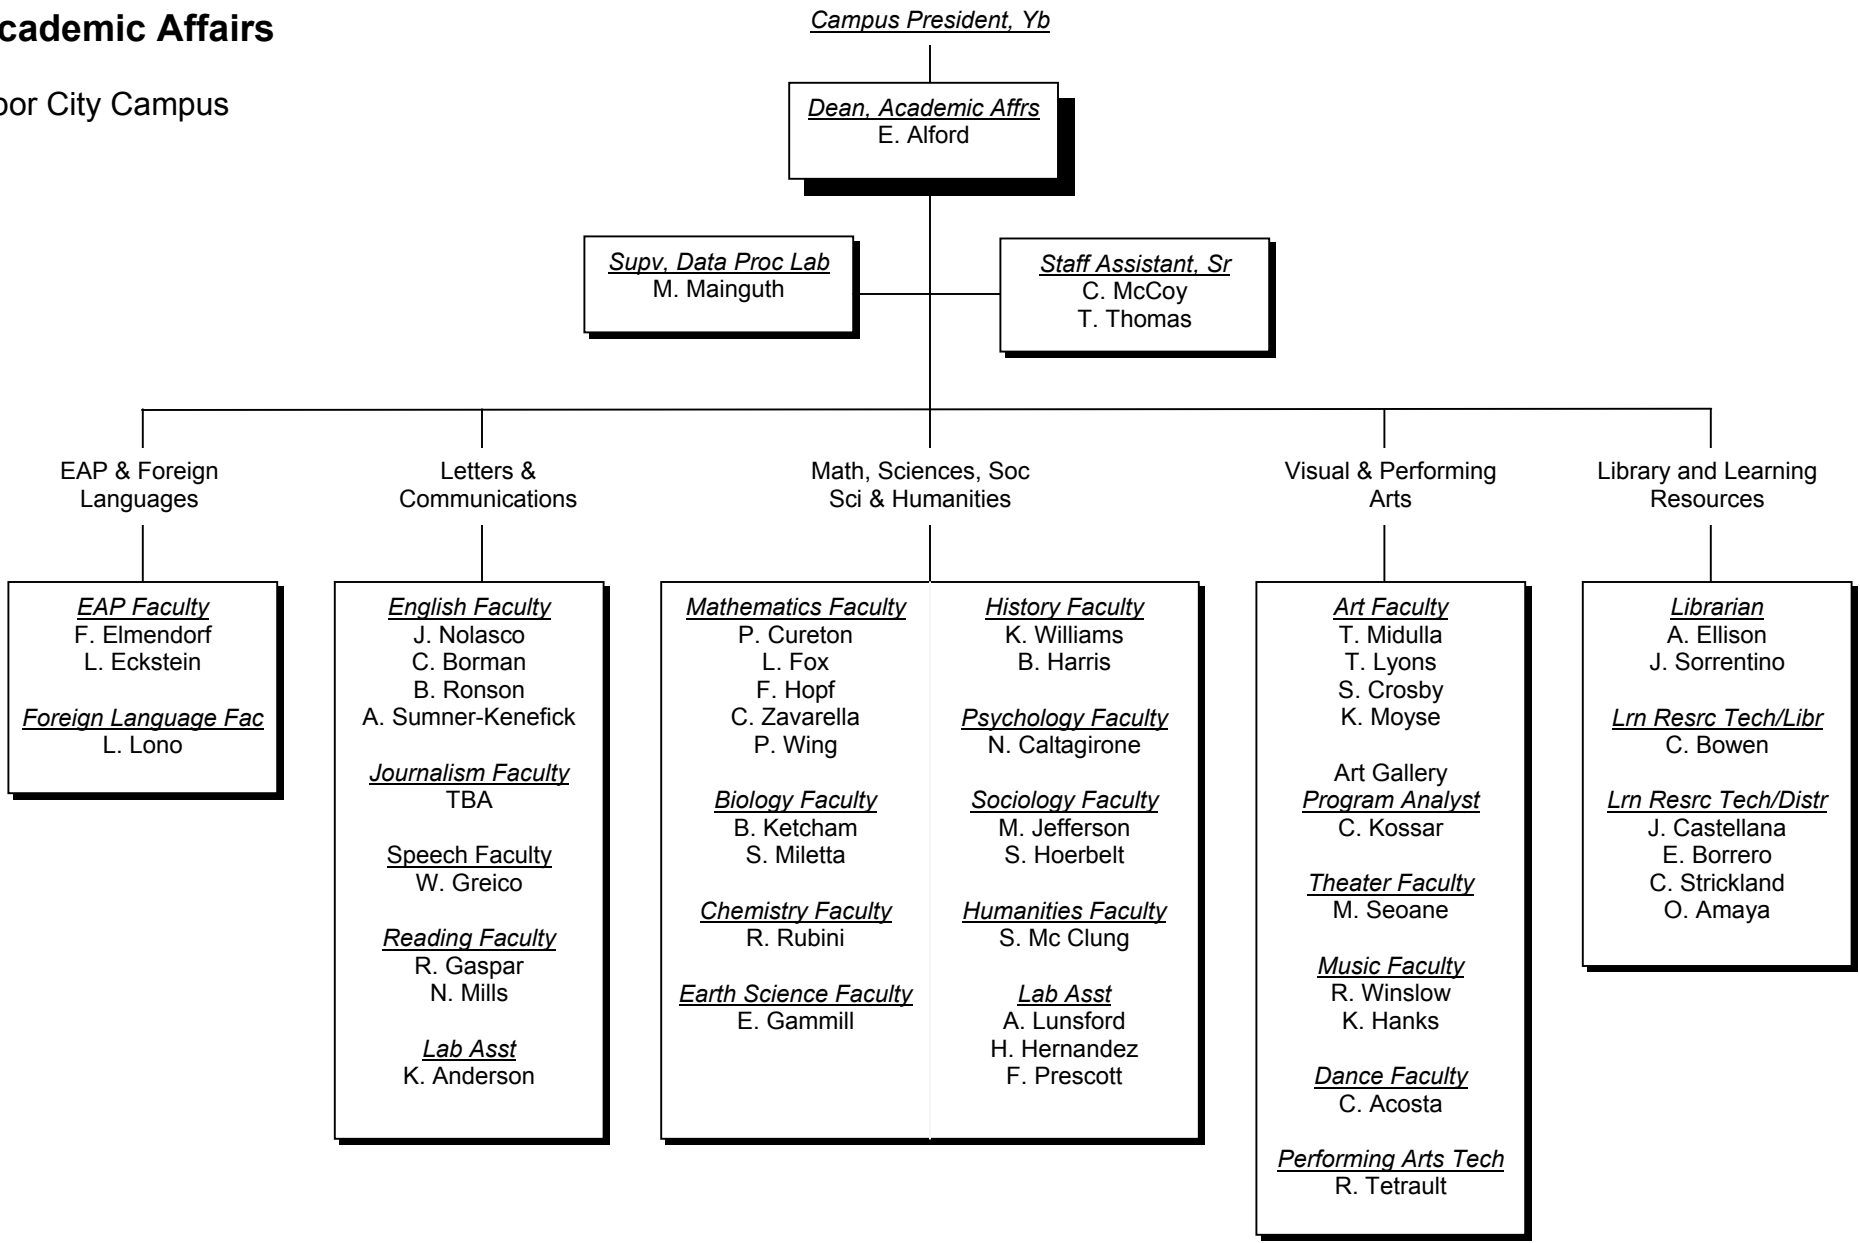 cademic Affairs
oor City Campus
Campus President, Yb
Dean, Academic Affrs
E. Alford
Supv, Data Proc Lab
M. Mainguth
Staff Assistant, Sr
C. McCoy
T. Thomas
EAP & Foreign
Languages
Letters &
Communications
Math, Sciences, Soc
Sci & Humanities
Visual & Performing
Arts
Library and Learning
Resources
EAP Faculty
F. Elmendorf
L. Eckstein
Foreign Language Fac
L. Lono
English Faculty
J. Nolasco
C. Borman
B. Ronson
A. Sumner-Kenefick
Journalism Faculty
TBA
Speech Faculty
W. Greico
Reading Faculty
R. Gaspar
N. Mills
Lab Asst
K. Anderson
Mathematics Faculty
P. Cureton
L. Fox
F. Hopf
C. Zavarella
P. Wing
Biology Faculty
B. Ketcham
S. Miletta
Chemistry Faculty
R. Rubini
Earth Science Faculty
E. Gammill
History Faculty
K. Williams
B. Harris
Psychology Faculty
N. Caltagirone
Sociology Faculty
M. Jefferson
S. Hoerbelt
Humanities Faculty
S. Mc Clung
Lab Asst
A. Lunsford
H. Hernandez
F. Prescott
Art Faculty
T. Midulla
T. Lyons
S. Crosby
K. Moyse
Art Gallery
Program Analyst
C. Kossar
Theater Faculty
M. Seoane
Music Faculty
R. Winslow
K. Hanks
Dance Faculty
C. Acosta
Performing Arts Tech
R. Tetrault
Librarian
A. Ellison
J. Sorrentino
Lrn Resrc Tech/Libr
C. Bowen
Lrn Resrc Tech/Distr
J. Castellana
E. Borrero
C. Strickland
O. Amaya